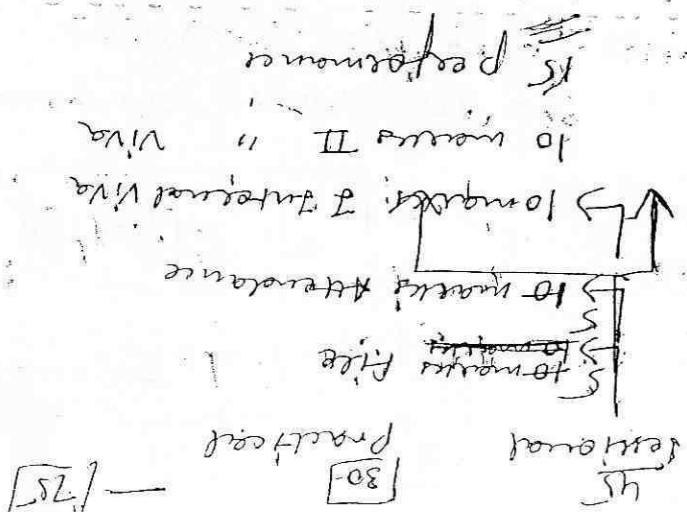 45 30 — 75
Sessional Practical
5 10 marks File
10 marks
5 10 marks Attendance
→ 10 marks. I Internal Viva
10 marks II " Viva
15 performance